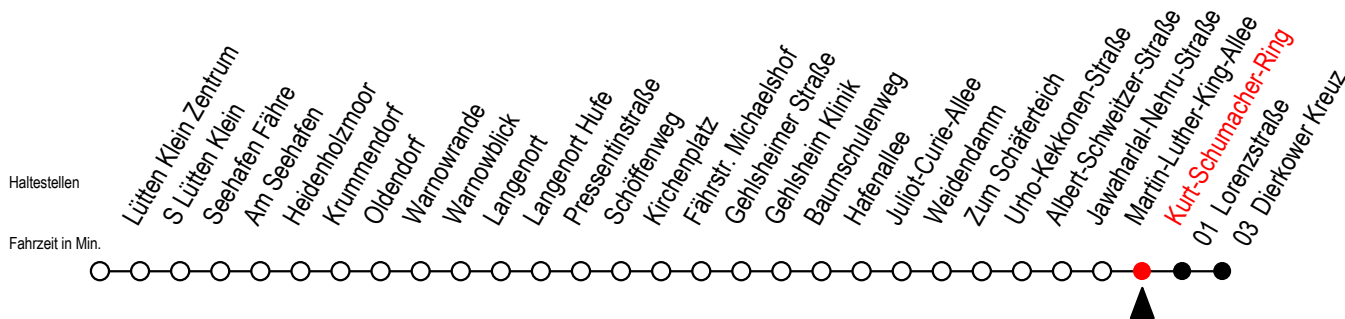 Haltestellen
Fahrzeit in Min.
Lütten Klein Zentrum
S Lütten Klein
Seehafen Fähre
Am Seehafen
Heidenholzmoor
Krummendorf
Oldendorf
Warnowrande
Warnowblick
Langenort
Langenort Hufe
Pressentinstraße
Schöffenweg
Kirchenplatz
Fährstr. Michaelshof
Gehlsheimer Straße
Gehlsheim Klinik
Baumschulenweg
Hafenallee
Juliot-Curie-Allee
Weidendamm
Zum Schäferteich
Urho-Kekkonen-Straße
Albert-Schweitzer-Straße
Jawaharlal-Nehru-Straße
Martin-Luther-King-Allee
Kurt-Schumacher-Ring
01 Lorenzstraße
03 Dierkower Kreuz